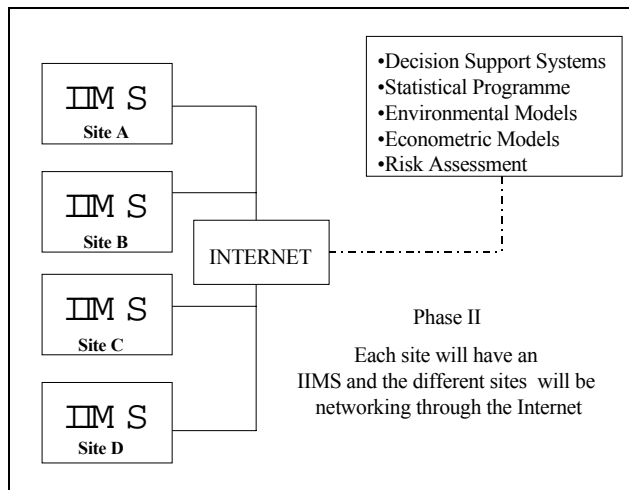 IIMS
Site A
IIMS
Site B
IIMS
Site C
IIMS
Site D
INTERNET
•Decision Support Systems
•Statistical Programme
•Environmental Models
•Econometric Models
•Risk Assessment
Phase II
Each site will have an
IIMS and the different sites will be
networking through the Internet